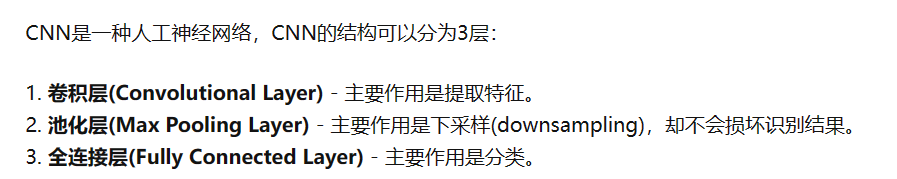 CNN是一种人工神经网络，CNN的结构可以分为3层：
1. 卷积层(Convolutional Layer) - 主要作用是提取特征。
2. 池化层(Max Pooling Layer) - 主要作用是下采样(downsampling)，却不会损坏识别结果。
3. 全连接层(Fully Connected Layer) - 主要作用是分类。